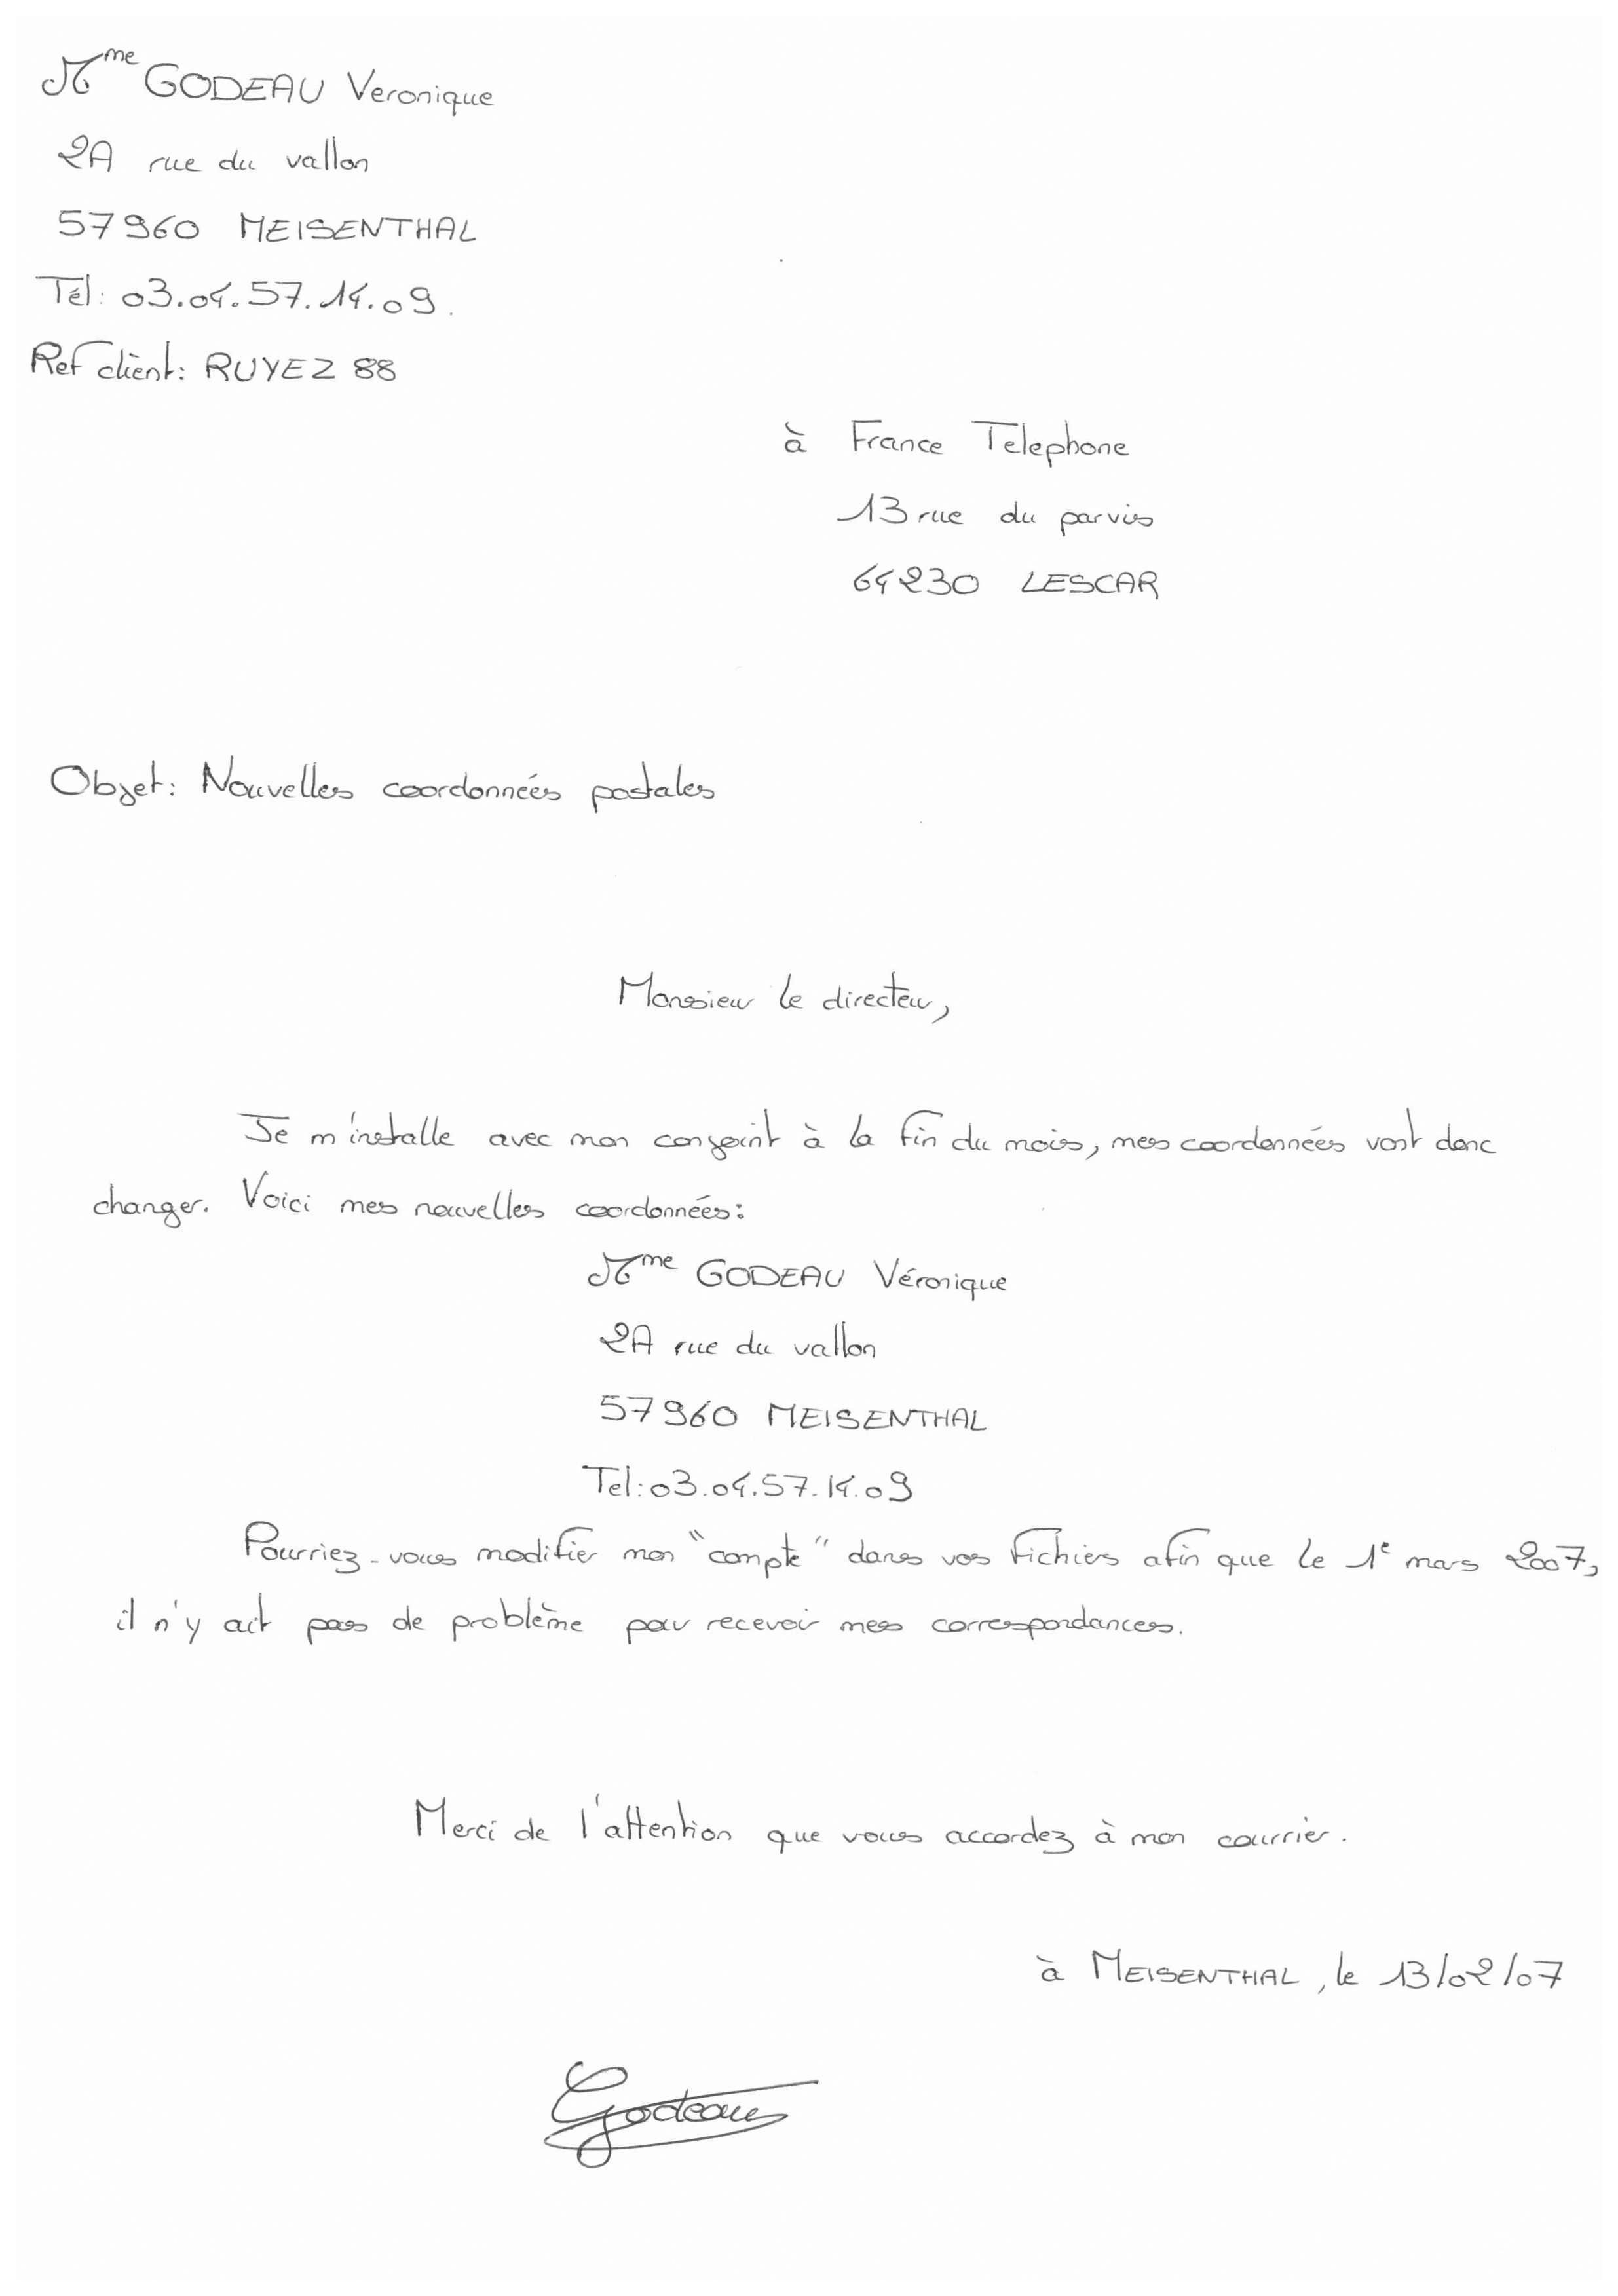 Mme GODEAU Veronique
2A rue du vallon
57960 MEISENTHAL
Tél: 03.04.57.14.09.
Ref client: RUYEZ 88
à France Telephone
13 rue du parvis
64230 LESCAR
Objet: Nouvelles coordonnées postales
Monsieur le directeur,
Je m'installe avec mon conjoint à la fin du mois, mes coordonnées vont donc
changer. Voici mes nouvelles coordonnées:
Mme GODEAU Véronique
2A rue du vallon
57960 MEISENTHAL
Tel: 03.04.57.14.09
Pourriez-vous modifier mon "compte" dans vos fichiers afin que le 1e mars 2007,
il n'y ait pas de problème pour recevoir mes correspondances.
Merci de l'attention que vous accordez à mon courrier.
à MEISENTHAL, le 13/02/07
Godeau